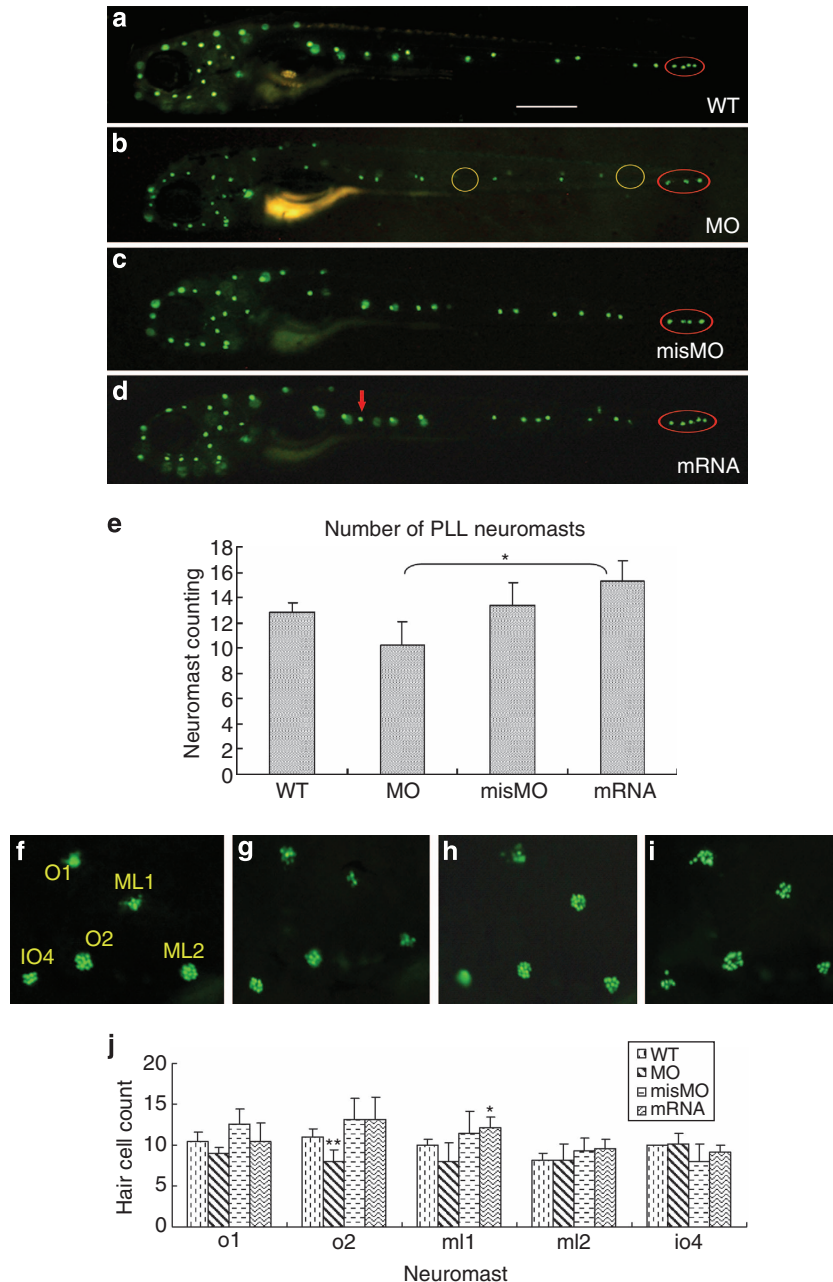 a
WT
b
MO
c
misMO
d
mRNA
e
Number of PLL neuromasts
*
18
16
14
12
10
8
6
4
2
0
Neuromast counting
WT MO misMO mRNA
f g h i
O1
ML1
O2
ML2
IO4
j
20
15
10
5
0
Hair cell count
** *
WT
MO
misMO
mRNA
o1 o2 ml1 ml2 io4
Neuromast